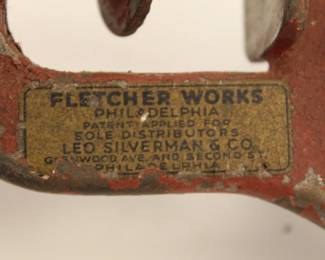 FLETCHER WORKS
PHILADELPHIA
PATENT APPLIED FOR
SOLE DISTRIBUTORS
LEO SILVERMAN & CO.
GLENWOOD AVE. AND SECOND ST.
PHILADELPHIA